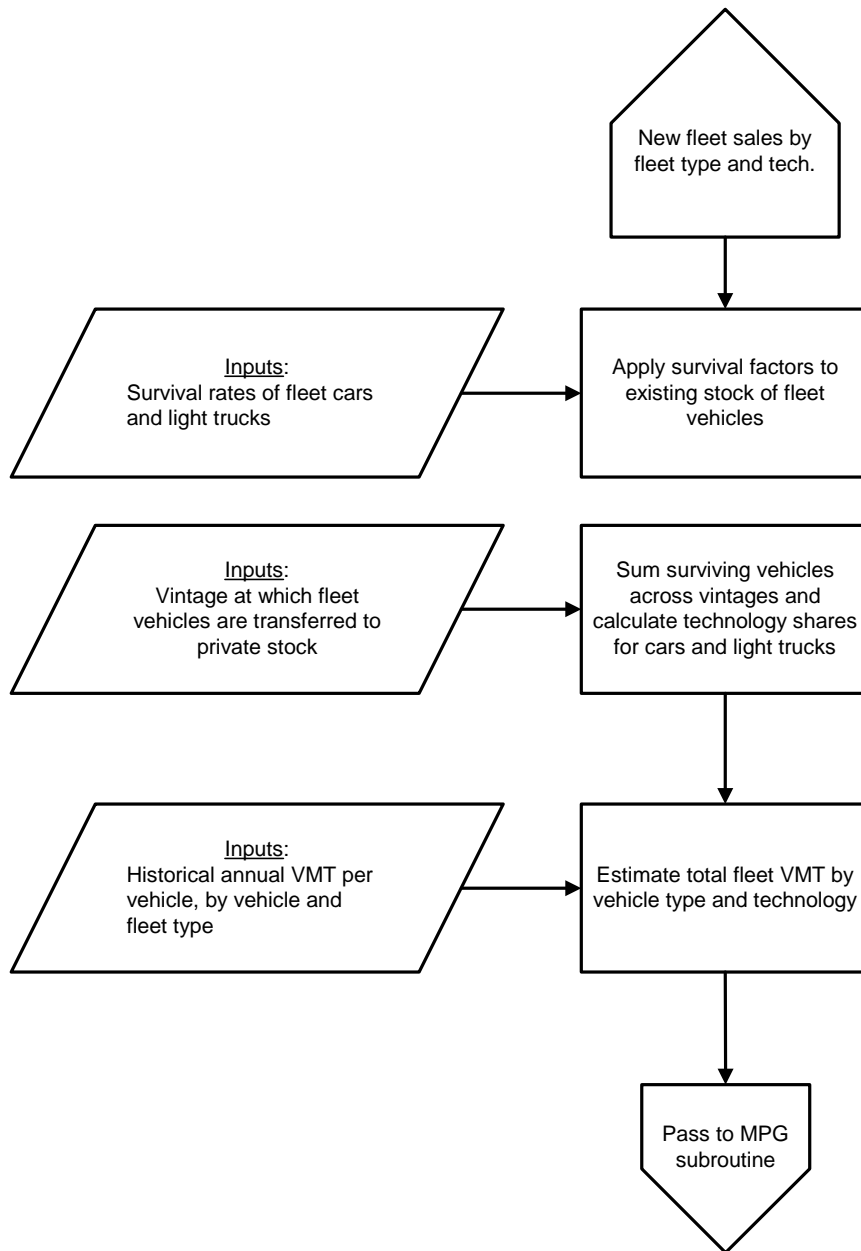 New fleet sales by
fleet type and tech.
Inputs:
Survival rates of fleet cars
and light trucks
Apply survival factors to
existing stock of fleet
vehicles
Inputs:
Vintage at which fleet
vehicles are transferred to
private stock
Sum surviving vehicles
across vintages and
calculate technology shares
for cars and light trucks
Inputs:
Historical annual VMT per
vehicle, by vehicle and
fleet type
Estimate total fleet VMT by
vehicle type and technology
Pass to MPG
subroutine